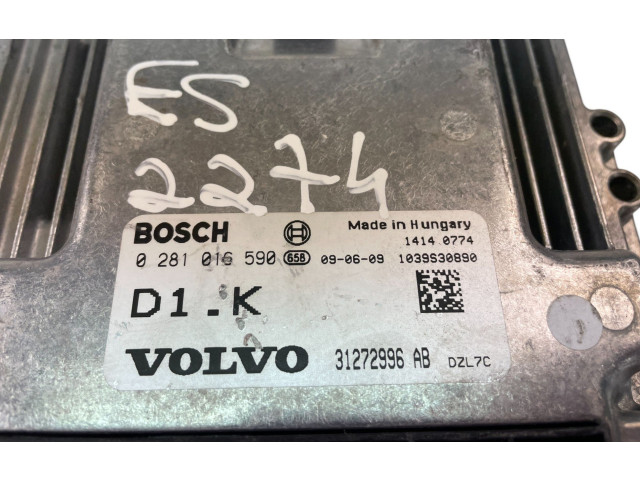 ES
2274
BOSCH Made in Hungary
1414 0774
0 281 016 590 658 09-06-09 1039S30890
D1.K
VOLVO 31272996 AB DZL7C